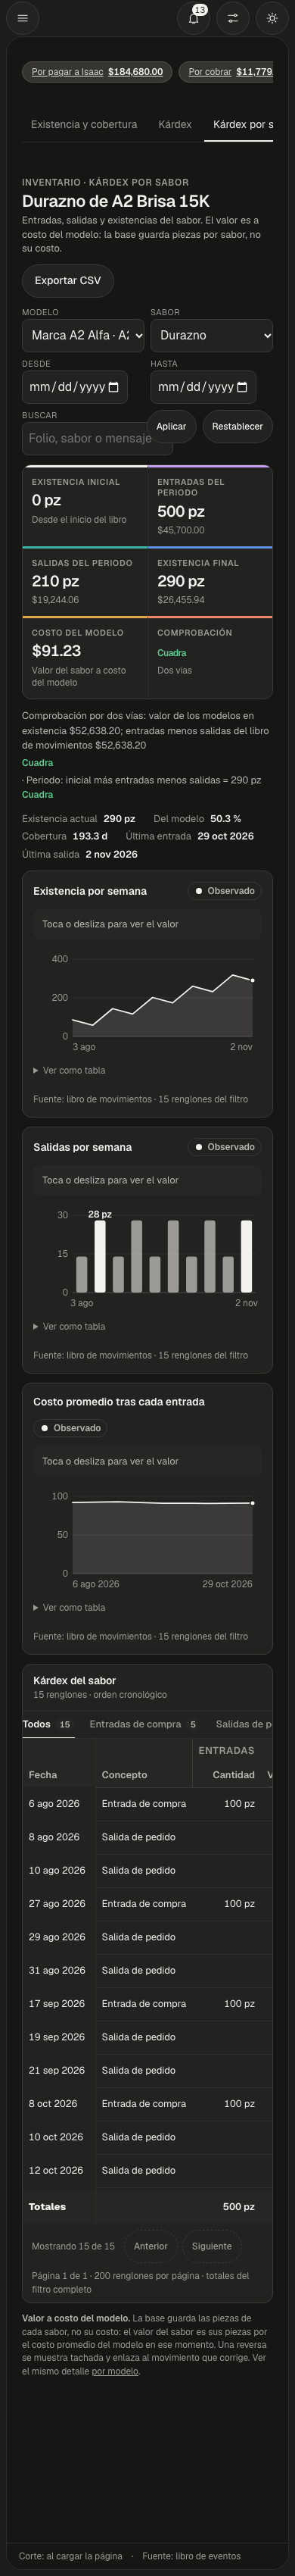 13
Por pagar a Isaac $184,680.00 Por cobrar $11,779
Existencia y cobertura Kárdex Kárdex por s
INVENTARIO · KÁRDEX POR SABOR
Durazno de A2 Brisa 15K
Entradas, salidas y existencias del sabor. El valor es a
costo del modelo: la base guarda piezas por sabor, no
su costo.
Exportar CSV
MODELO SABOR
Marca A2 Alfa · A2 Durazno
DESDE HASTA
mm/dd/yyyy mm/dd/yyyy
BUSCAR
Folio, sabor o mensaje Aplicar Restablecer
EXISTENCIA INICIAL
0 pz
Desde el inicio del libro
ENTRADAS DEL
PERIODO
500 pz
$45,700.00
SALIDAS DEL PERIODO
210 pz
$19,244.06
EXISTENCIA FINAL
290 pz
$26,455.94
COSTO DEL MODELO
$91.23
Valor del sabor a costo
del modelo
COMPROBACIÓN
Cuadra
Dos vías
Comprobación por dos vías: valor de los modelos en
existencia $52,638.20; entradas menos salidas del libro
de movimientos $52,638.20
Cuadra
· Periodo: inicial más entradas menos salidas = 290 pz
Cuadra
Existencia actual 290 pz Del modelo 50.3 %
Cobertura 193.3 d Última entrada 29 oct 2026
Última salida 2 nov 2026
Existencia por semana Observado
Toca o desliza para ver el valor
400
200
0
3 ago 2 nov
Ver como tabla
Fuente: libro de movimientos · 15 renglones del filtro
Salidas por semana Observado
Toca o desliza para ver el valor
28 pz
30
15
0
3 ago 2 nov
Ver como tabla
Fuente: libro de movimientos · 15 renglones del filtro
Costo promedio tras cada entrada
Observado
Toca o desliza para ver el valor
100
50
0
6 ago 2026 29 oct 2026
Ver como tabla
Fuente: libro de movimientos · 15 renglones del filtro
Kárdex del sabor
15 renglones · orden cronológico
Todos 15 Entradas de compra 5 Salidas de p
ENTRADAS
Fecha Concepto Cantidad V
6 ago 2026 Entrada de compra 100 pz
8 ago 2026 Salida de pedido
10 ago 2026 Salida de pedido
27 ago 2026 Entrada de compra 100 pz
29 ago 2026 Salida de pedido
31 ago 2026 Salida de pedido
17 sep 2026 Entrada de compra 100 pz
19 sep 2026 Salida de pedido
21 sep 2026 Salida de pedido
8 oct 2026 Entrada de compra 100 pz
10 oct 2026 Salida de pedido
12 oct 2026 Salida de pedido
Totales 500 pz
Mostrando 15 de 15 Anterior Siguiente
Página 1 de 1 · 200 renglones por página · totales del
filtro completo
Valor a costo del modelo. La base guarda las piezas de
cada sabor, no su costo: el valor del sabor es sus piezas por
el costo promedio del modelo en ese momento. Una reversa
se muestra tachada y enlaza al movimiento que corrige. Ver
el mismo detalle por modelo.
Corte: al cargar la página · Fuente: libro de eventos